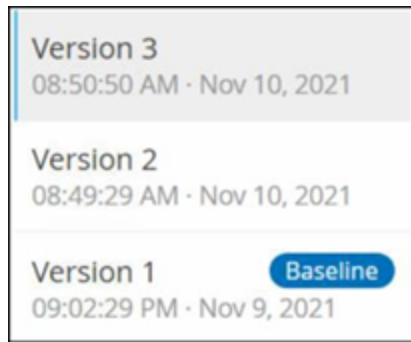 Version 3
08:50:50 AM · Nov 10, 2021
Version 2
08:49:29 AM · Nov 10, 2021
Version 1 Baseline
09:02:29 PM · Nov 9, 2021